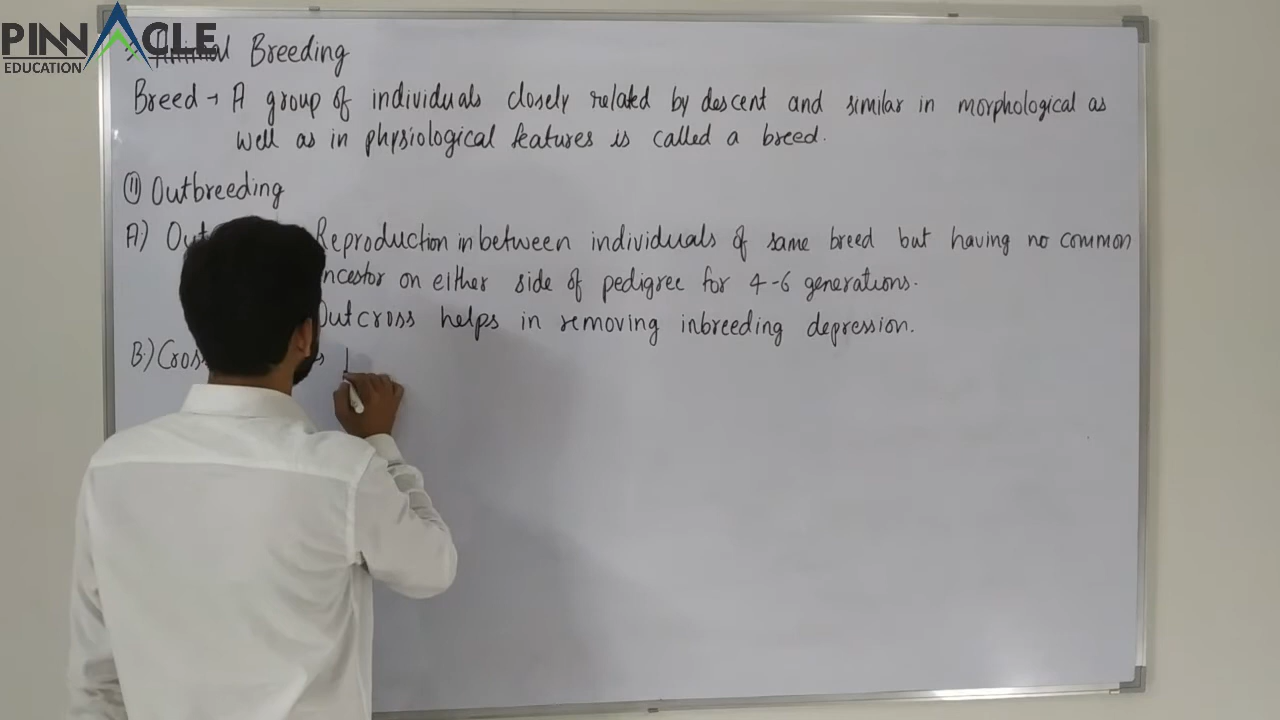 PINNACLE
EDUCATION
Animal Breeding
Breed → A group of individuals closely related by descent and similar in morphological as
well as in physiological features is called a breed.
II Outbreeding
A) Reproduction in between individuals of same breed but having no common
ncestor on either side of pedigree for 4-6 generations.
Outcross helps in removing inbreeding depression.
B.) Cross